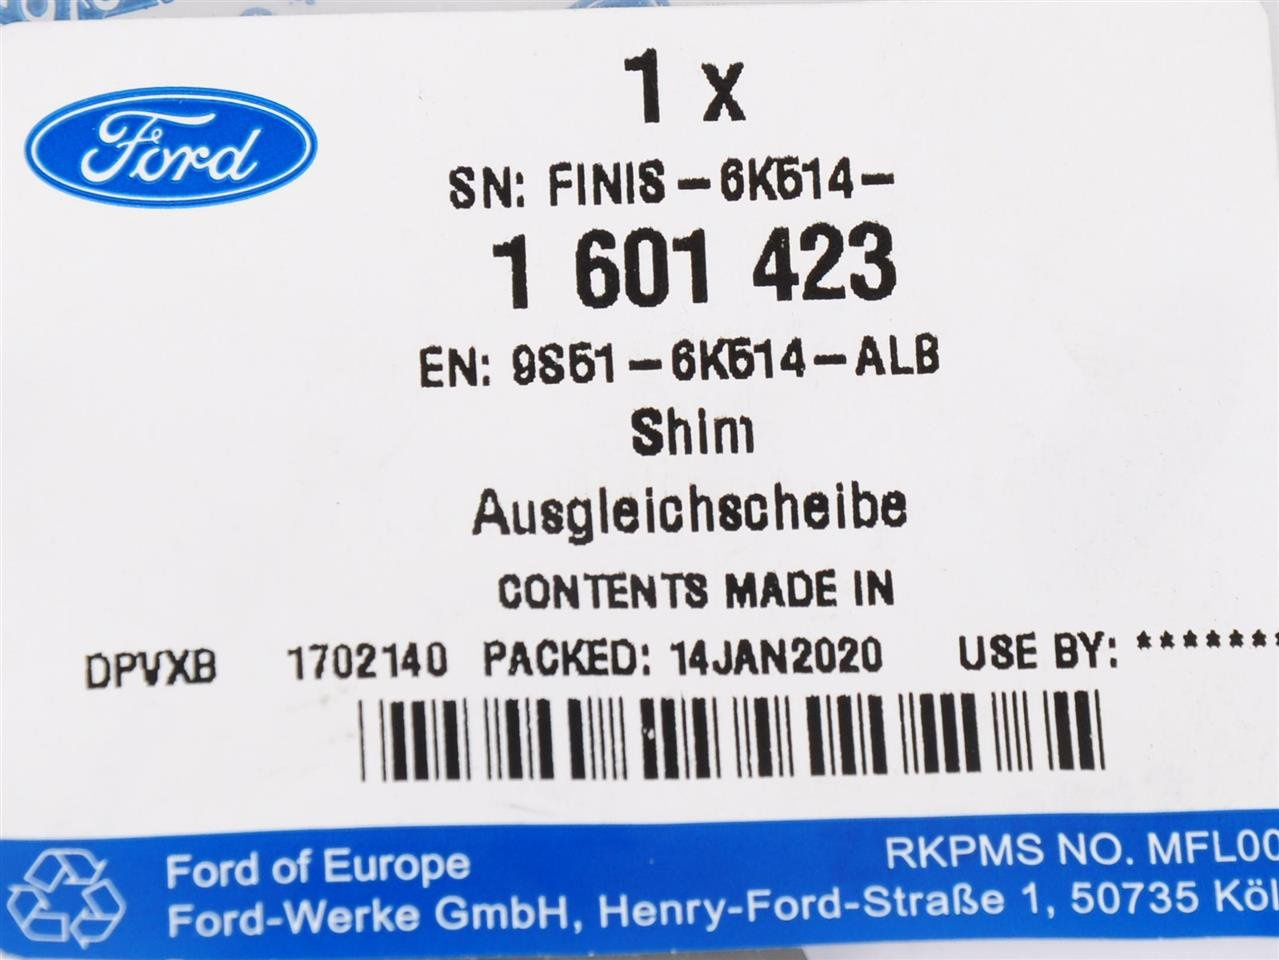 1 x
Ford
SN: FINIS-6K514-
1 601 423
EN: 9S51-6K514-ALB
Shim
Ausgleichscheibe
CONTENTS MADE IN
DPVXB 1702140 PACKED: 14JAN2020 USE BY: *******
RKPMS NO. MFL00
Ford of Europe
Ford-Werke GmbH, Henry-Ford-Straße 1, 50735 Köl